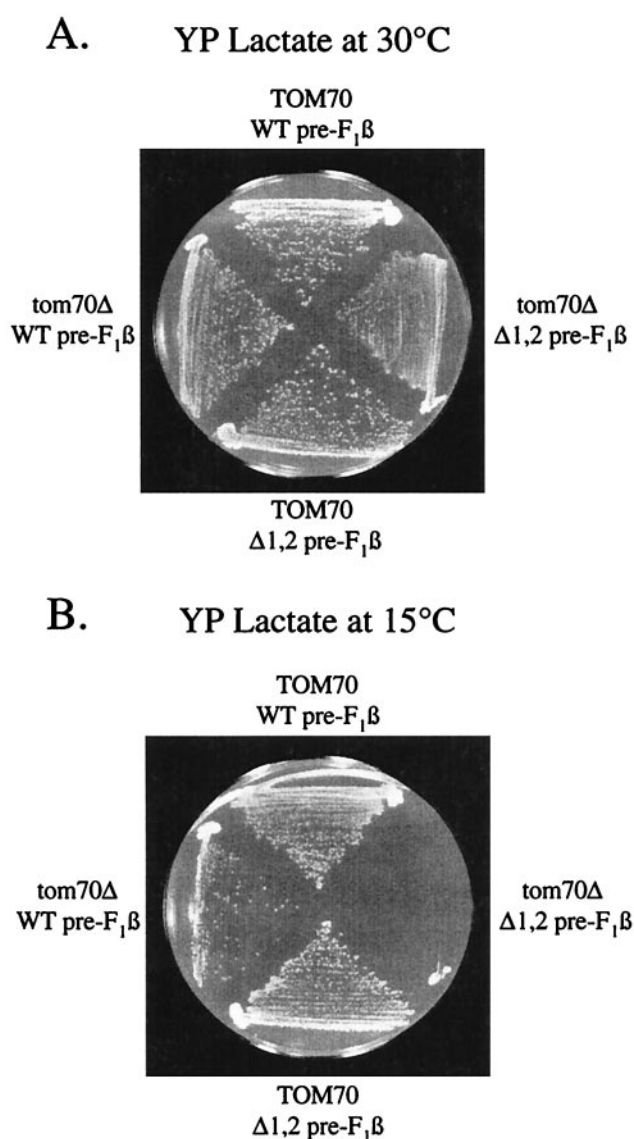 A. YP Lactate at 30°C
TOM70
WT pre-F₁ß
tom70Δ
WT pre-F₁ß
tom70Δ
Δ1,2 pre-F₁ß
TOM70
Δ1,2 pre-F₁ß
B. YP Lactate at 15°C
TOM70
WT pre-F₁ß
tom70Δ
WT pre-F₁ß
tom70Δ
Δ1,2 pre-F₁ß
TOM70
Δ1,2 pre-F₁ß